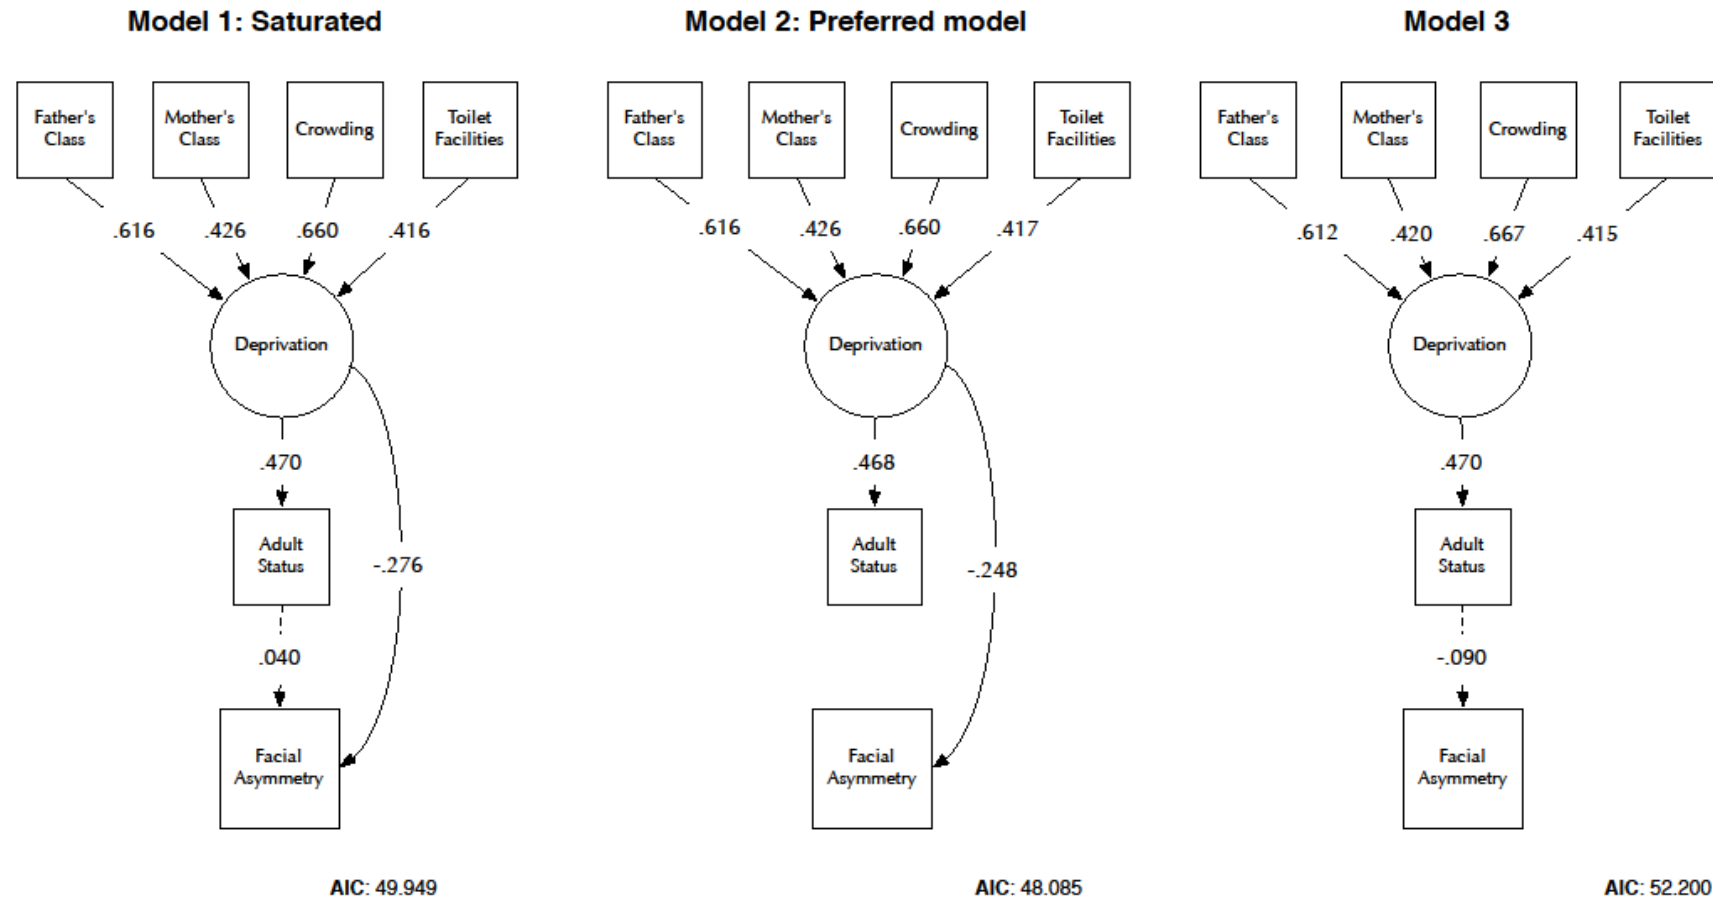 Model 1: Saturated
Father's
Class
Mother's
Class
Crowding
Toilet
Facilities
.616
.426
.660
.416
Deprivation
.470
Adult
Status
-.276
.040
Facial
Asymmetry
AIC: 49.949
Model 2: Preferred model
Father's
Class
Mother's
Class
Crowding
Toilet
Facilities
.616
.426
.660
.417
Deprivation
.468
Adult
Status
-.248
Facial
Asymmetry
AIC: 48.085
Model 3
Father's
Class
Mother's
Class
Crowding
Toilet
Facilities
.612
.420
.667
.415
Deprivation
.470
Adult
Status
-.090
Facial
Asymmetry
AIC: 52.200